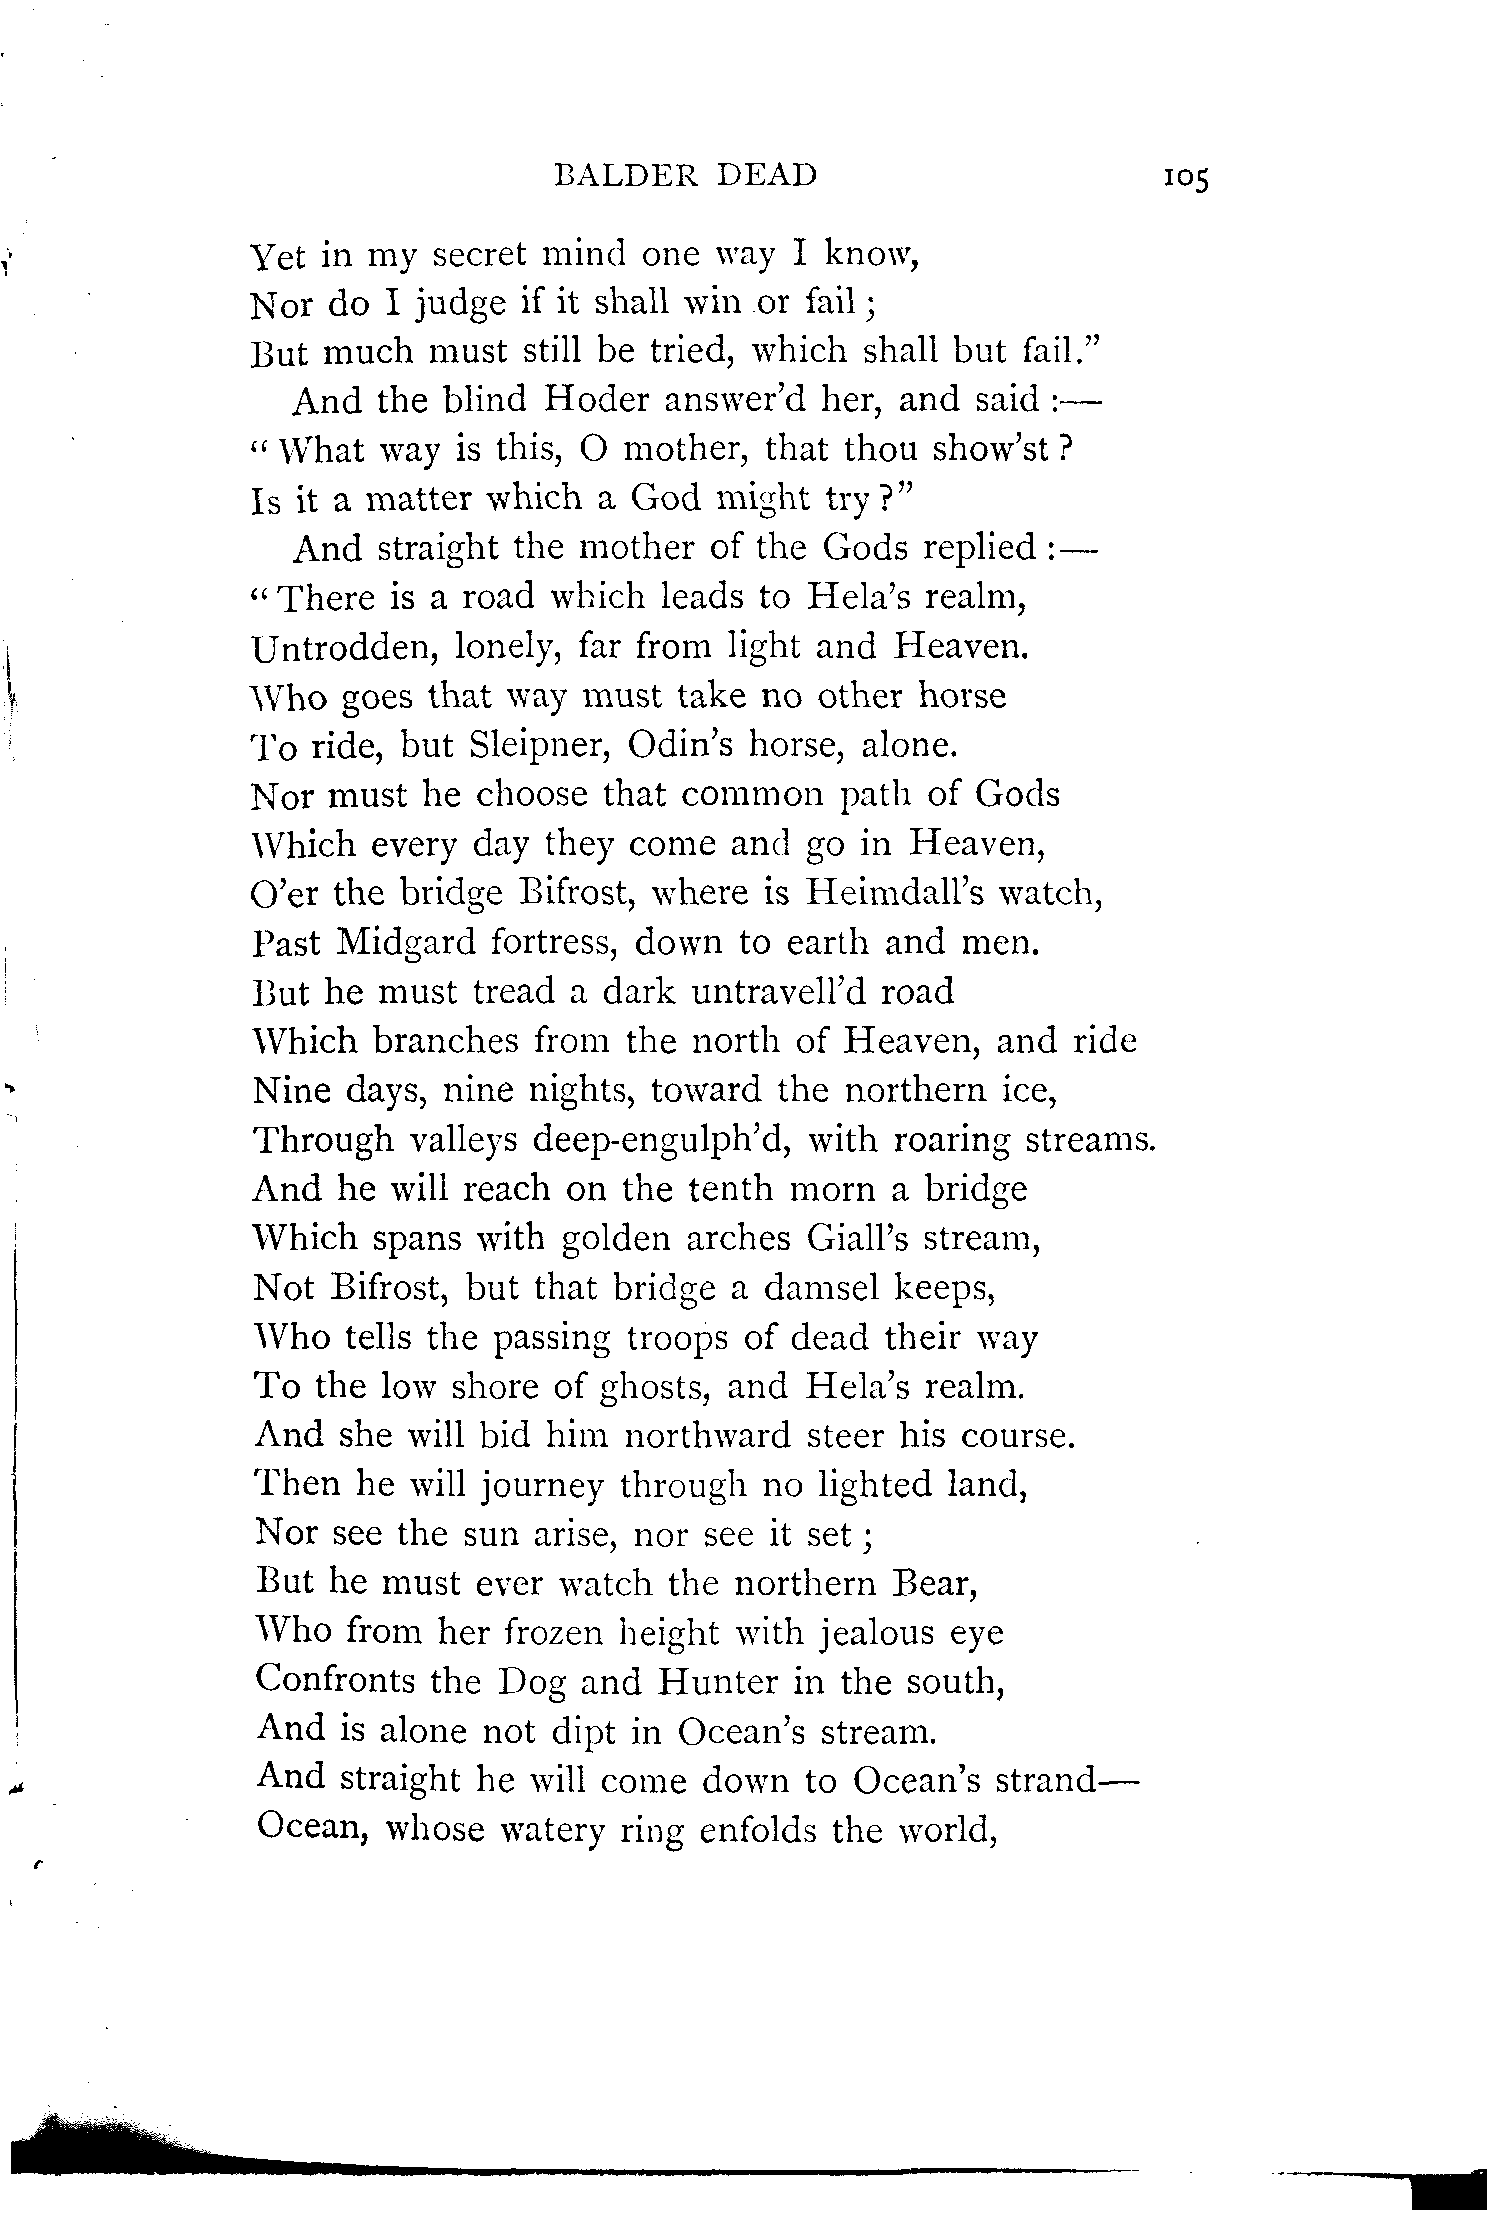 BALDER DEAD 105
Yet in my secret mind one way I know,
Nor do I judge if it shall win or fail;
But much must still be tried, which shall but fail.”
And the blind Hoder answer’d her, and said:—
“What way is this, O mother, that thou show’st?
Is it a matter which a God might try?”
And straight the mother of the Gods replied:—
“There is a road which leads to Hela’s realm,
Untrodden, lonely, far from light and Heaven.
Who goes that way must take no other horse
To ride, but Sleipner, Odin’s horse, alone.
Nor must he choose that common path of Gods
Which every day they come and go in Heaven,
O’er the bridge Bifrost, where is Heimdall’s watch,
Past Midgard fortress, down to earth and men.
But he must tread a dark untravell’d road
Which branches from the north of Heaven, and ride
Nine days, nine nights, toward the northern ice,
Through valleys deep-engulph’d, with roaring streams.
And he will reach on the tenth morn a bridge
Which spans with golden arches Giall’s stream,
Not Bifrost, but that bridge a damsel keeps,
Who tells the passing troops of dead their way
To the low shore of ghosts, and Hela’s realm.
And she will bid him northward steer his course.
Then he will journey through no lighted land,
Nor see the sun arise, nor see it set;
But he must ever watch the northern Bear,
Who from her frozen height with jealous eye
Confronts the Dog and Hunter in the south,
And is alone not dipt in Ocean’s stream.
And straight he will come down to Ocean’s strand—
Ocean, whose watery ring enfolds the world,